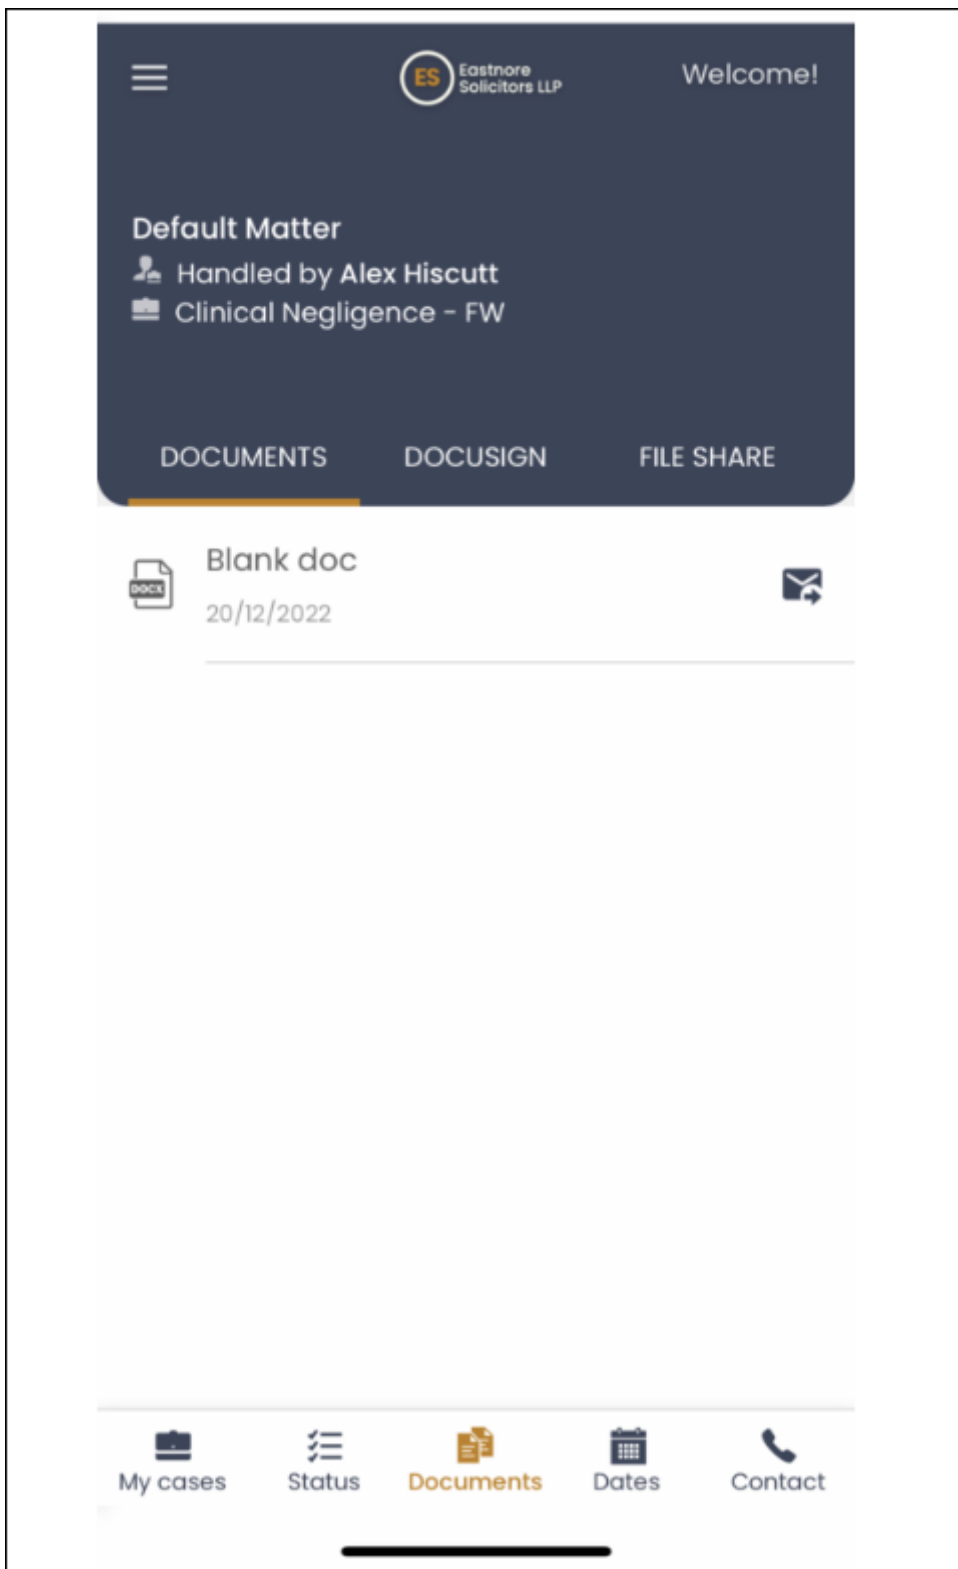 ES
Eastnore
Solicitors LLP
Welcome!
Default Matter
Handled by Alex Hiscutt
Clinical Negligence - FW
DOCUMENTS
DOCUSIGN
FILE SHARE
Blank doc
DOCX
20/12/2022
My cases
Status
Documents
Dates
Contact